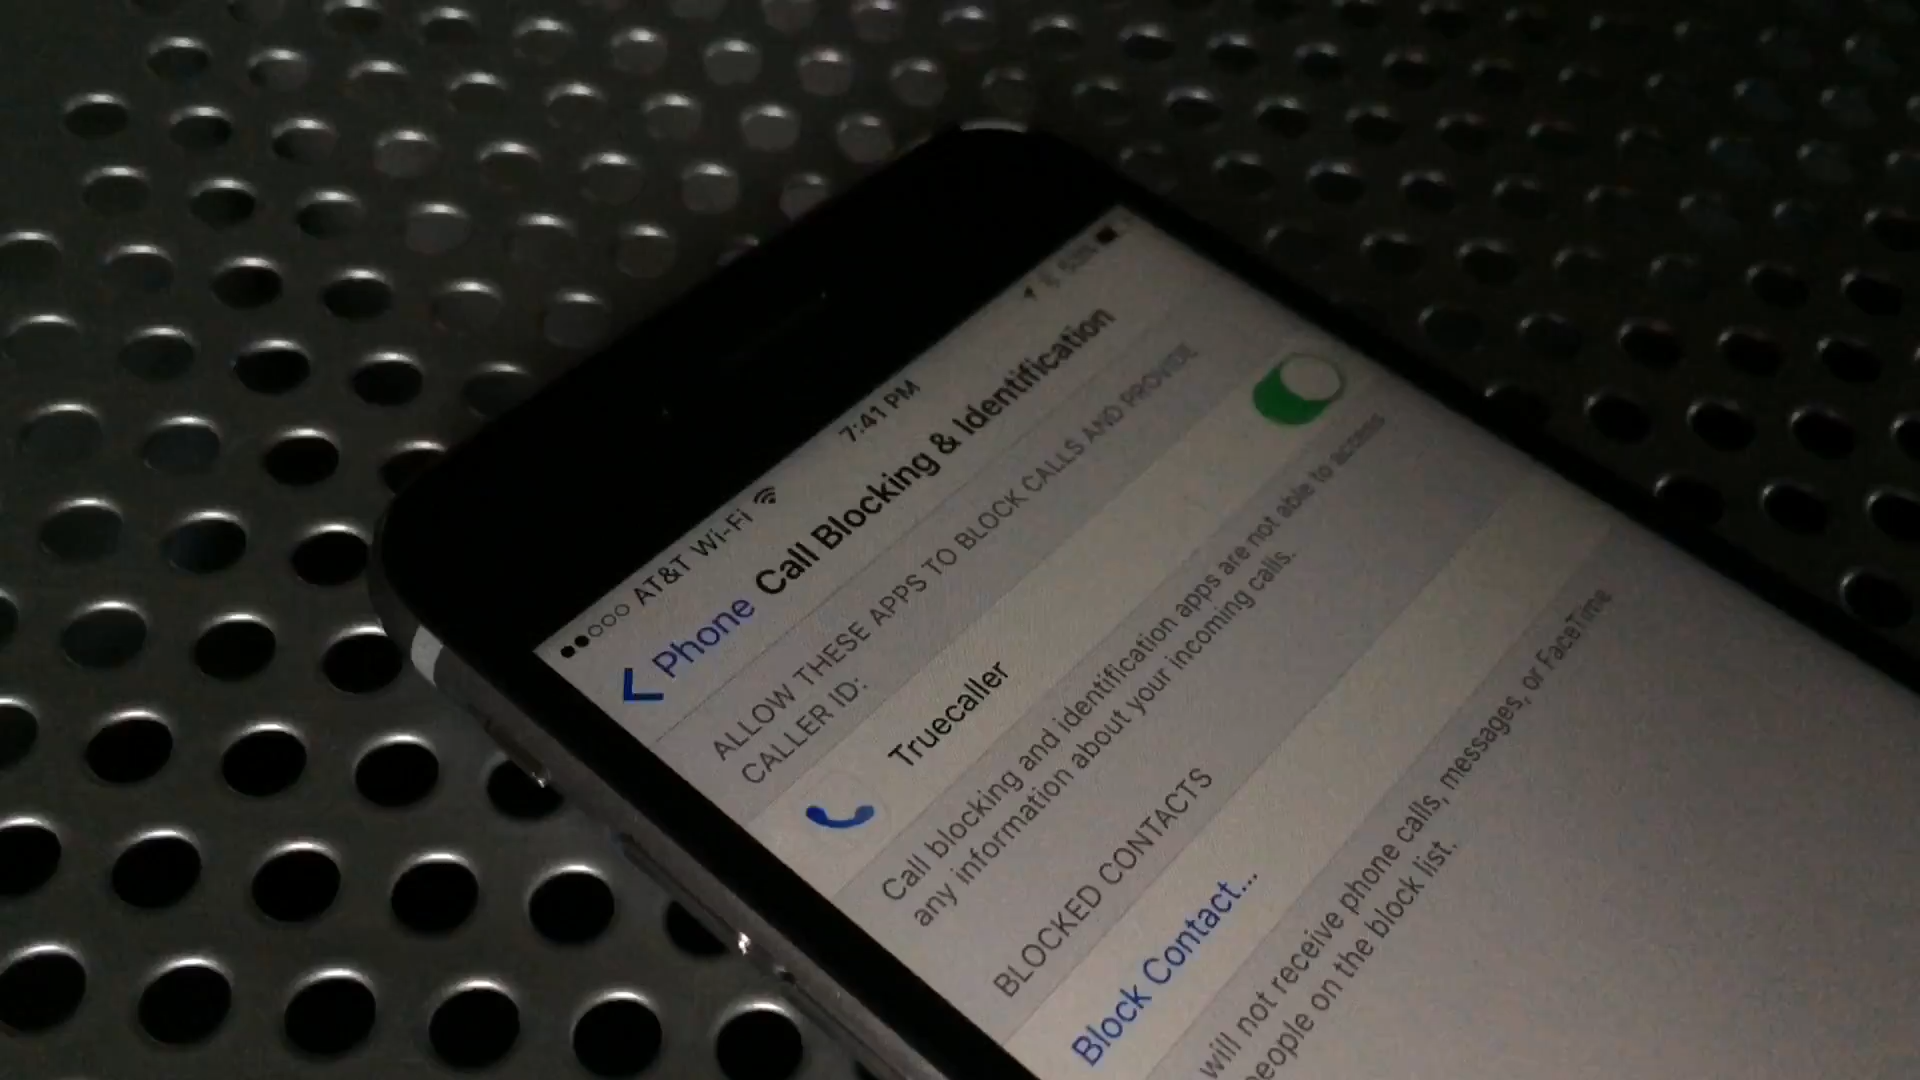 AT&T Wi-Fi 7:41 PM
Phone Call Blocking & Identification
ALLOW THESE APPS TO BLOCK CALLS AND PROVIDE
CALLER ID:
Truecaller
Call blocking and identification apps are not able to access
any information about your incoming calls.
BLOCKED CONTACTS
Block Contact...
will not receive phone calls, messages, or FaceTime
people on the block list.